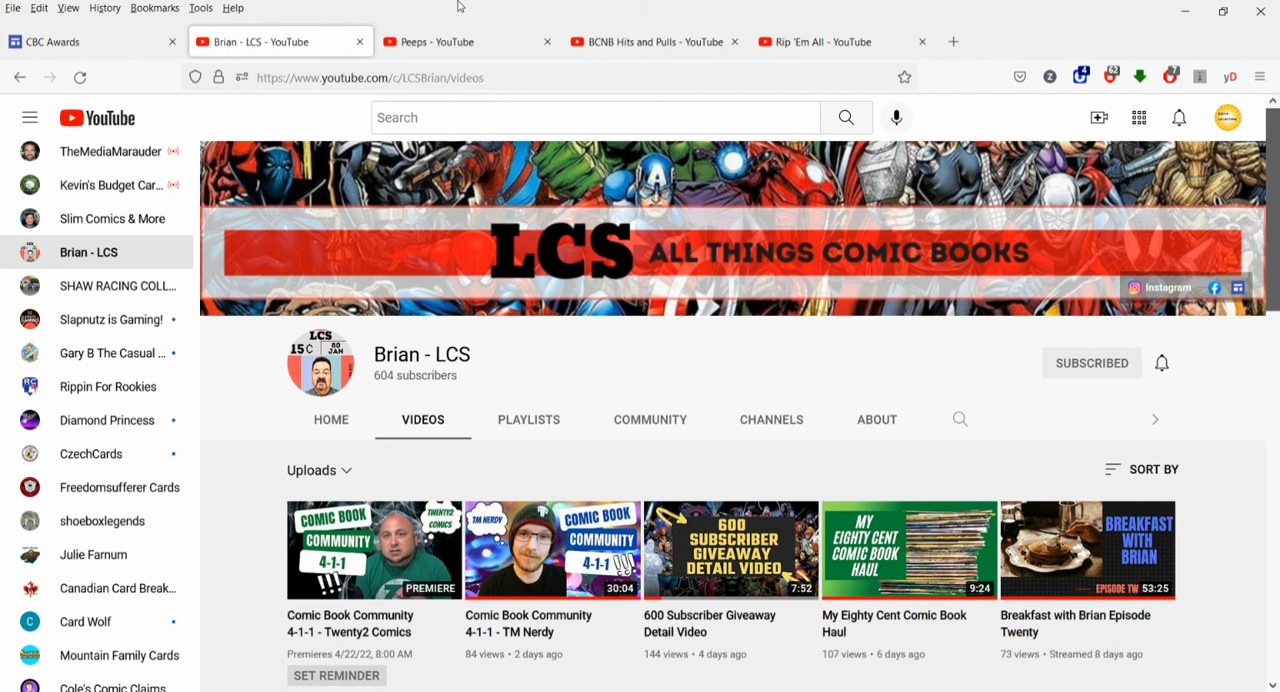 File Edit View History Bookmarks Tools Help
CBC Awards
Brian - LCS - YouTube
Peeps - YouTube
BCNB Hits and Pulls - YouTube
Rip 'Em All - YouTube
https://www.youtube.com/c/LCSBrian/videos
4
62
7
yD
YouTube
Search
TheMediaMarauder
Kevin's Budget Car...
Slim Comics & More
Brian - LCS
SHAW RACING COLL...
Slapnutz is Gaming!
Gary B The Casual ...
Rippin For Rookies
Diamond Princess
CzechCards
Freedomsufferer Cards
shoeboxlegends
Julie Farnum
Canadian Card Break...
Card Wolf
Mountain Family Cards
Cole's Comic Claims
LCS ALL THINGS COMIC BOOKS
Instagram
LCS
15C
80
JAN
Brian - LCS
604 subscribers
SUBSCRIBED
HOME VIDEOS PLAYLISTS COMMUNITY CHANNELS ABOUT
Uploads
SORT BY
COMIC BOOK
COMMUNITY
4-1-1
!!!
TWENTY2
COMICS
PREMIERE
Comic Book Community
4-1-1 - Twenty2 Comics
Premieres 4/22/22, 8:00 AM
SET REMINDER
TM NERDY
COMIC BOOK
COMMUNITY
4-1-1
!!!
30:04
Comic Book Community
4-1-1 - TM Nerdy
84 views • 2 days ago
600
SUBSCRIBER
GIVEAWAY
DETAIL VIDEO
7:52
600 Subscriber Giveaway
Detail Video
144 views • 4 days ago
MY
EIGHTY CENT
COMIC BOOK
HAUL
9:24
My Eighty Cent Comic Book
Haul
107 views • 6 days ago
BREAKFAST
WITH
BRIAN
EPISODE TW
53:25
Breakfast with Brian Episode
Twenty
73 views • Streamed 8 days ago